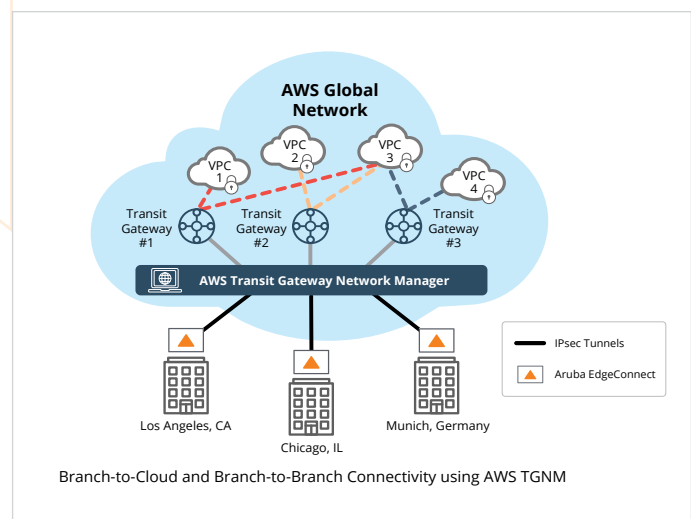 AWS Global
Network
VPC
1
VPC
2
VPC
3
VPC
4
Transit
Gateway
#1
Transit
Gateway
#2
Transit
Gateway
#3
AWS Transit Gateway Network Manager
IPsec Tunnels
Aruba EdgeConnect
Los Angeles, CA
Chicago, IL
Munich, Germany
Branch-to-Cloud and Branch-to-Branch Connectivity using AWS TGNM